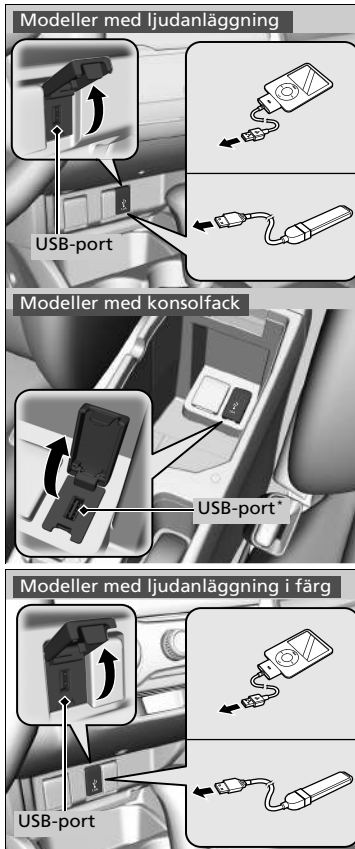 Modeller med ljudanläggning
USB-port
Modeller med konsolfack
USB-port*
Modeller med ljudanläggning i färg
USB-port